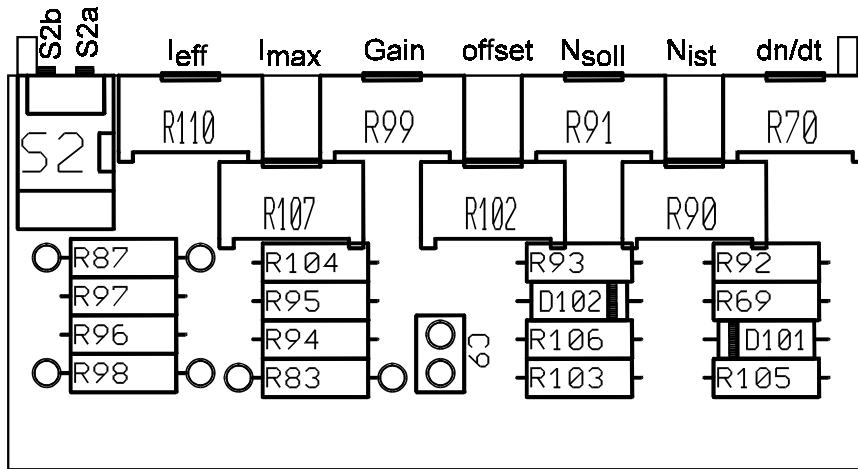 S2b S2a Ieff Imax Gain offset Nsoll Nist dn/dt
S2 R110 R99 R91 R70
R107 R102 R90
R87 R104 R93 R92
R97 R95 D102 R69
R96 R94 C9 R106 D101
R98 R83 R103 R105